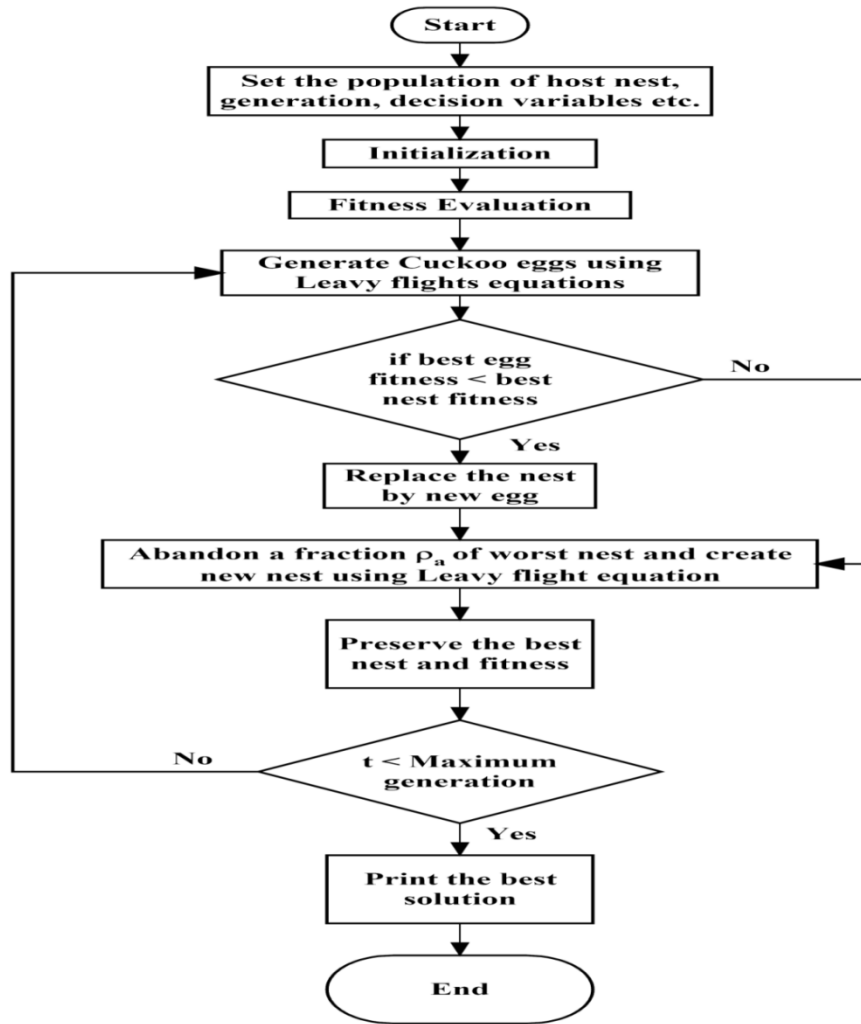 Start
Set the population of host nest,
generation, decision variables etc.
Initialization
Fitness Evaluation
Generate Cuckoo eggs using
Leavy flights equations
if best egg
fitness < best
nest fitness
No
Yes
Replace the nest
by new egg
Abandon a fraction ρa of worst nest and create
new nest using Leavy flight equation
Preserve the best
nest and fitness
No
t < Maximum
generation
Yes
Print the best
solution
End